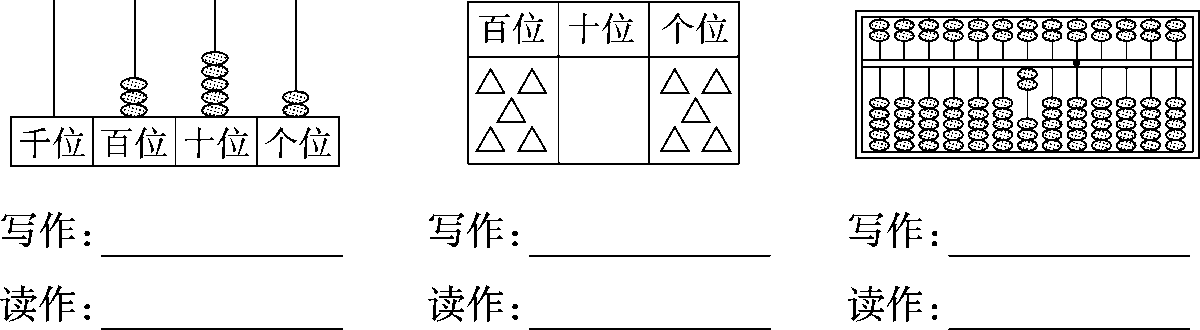 千位 百位 十位 个位
百位 十位 个位
写作： 写作： 写作：
读作： 读作： 读作：